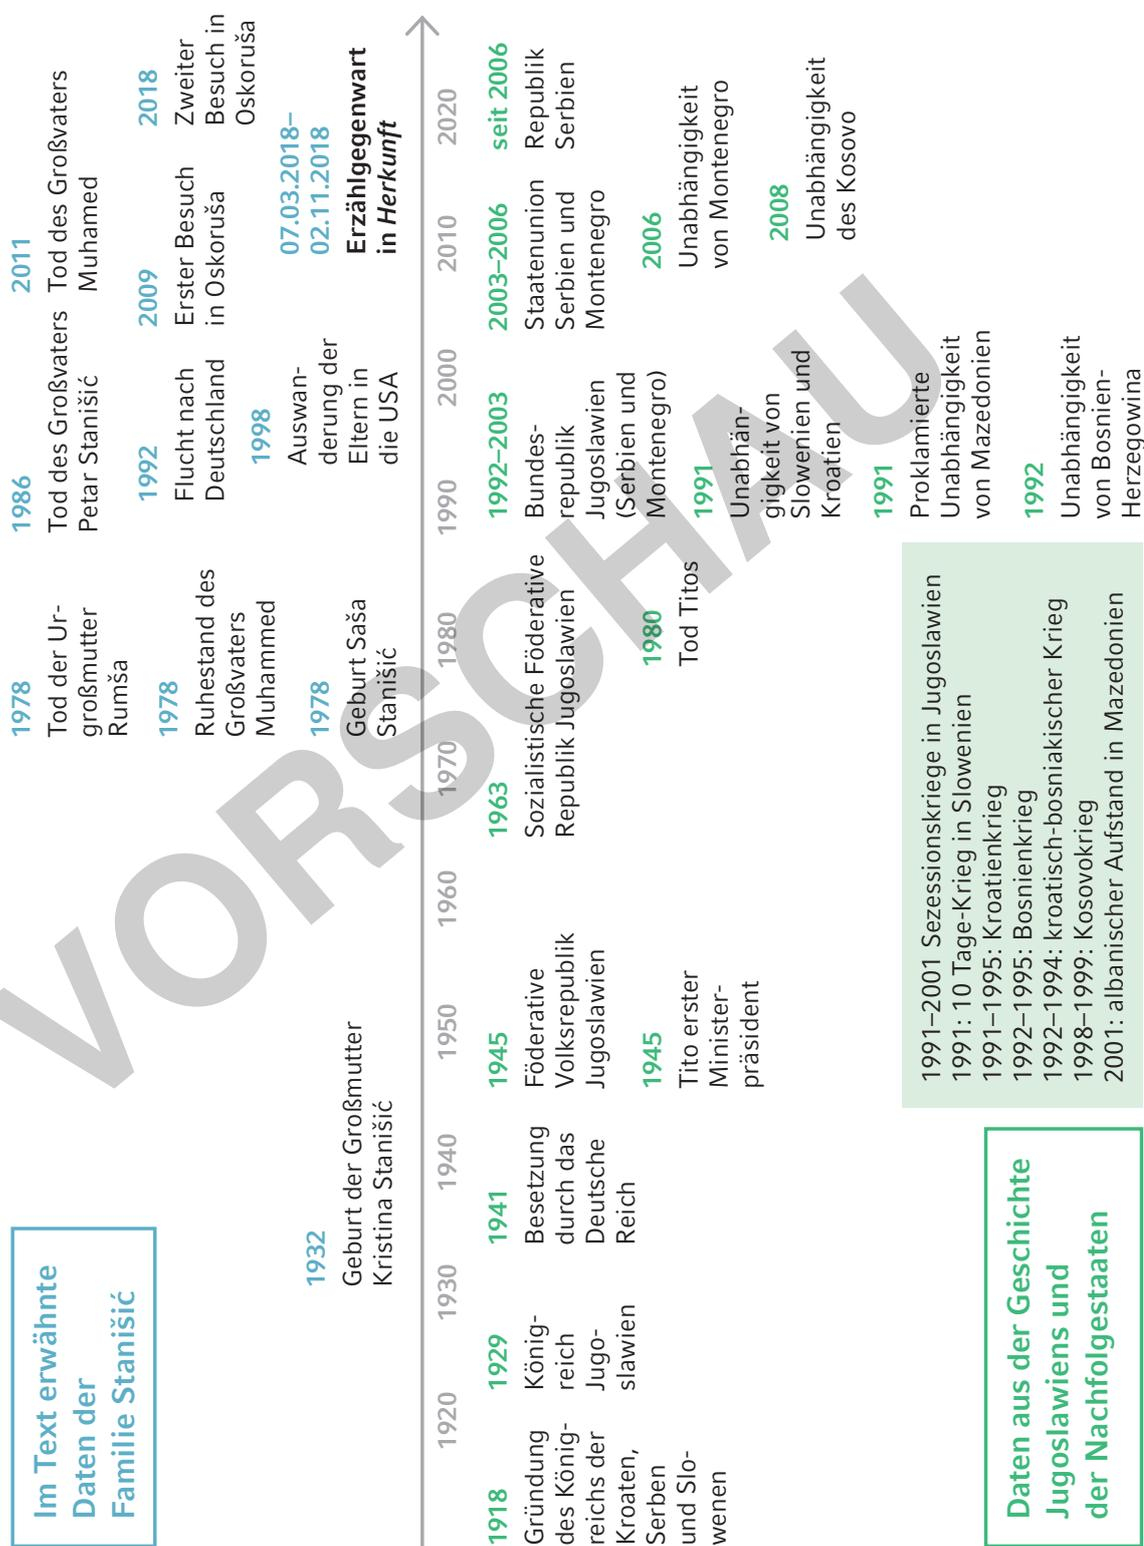 Im Text erwähnte
Daten der
Familie Stanišić
1932
Geburt der Großmutter
Kristina Stanišić
1978
Tod der Ur-
großmutter
Rumša
1978
Ruhestand des
Großvaters
Muhammed
1978
Geburt Saša
Stanišić
1986
Tod des Großvaters
Petar Stanišić
1992
Flucht nach
Deutschland
1998
Auswan-
derung der
Eltern in
die USA
2011
Tod des Großvaters
Muhamed
2009
Erster Besuch
in Oskoruša
2018
Zweiter
Besuch in
Oskoruša
07.03.2018–
02.11.2018
Erzählgegenwart
in Herkunft
1920 1930 1940 1950 1960 1970 1980 1990 2000 2010 2020
1918
Gründung
des König-
reichs der
Kroaten,
Serben
und Slo-
wenen
1929
König-
reich
Jugo-
slawien
1941
Besetzung
durch das
Deutsche
Reich
1945
Föderative
Volksrepublik
Jugoslawien
1945
Tito erster
Minister-
präsident
1963
Sozialistische Föderative
Republik Jugoslawien
1980
Tod Titos
1992–2003
Bundes-
republik
Jugoslawien
(Serbien und
Montenegro)
1991
Unabhän-
gigkeit von
Slowenien und
Kroatien
1991
Proklamierte
Unabhängigkeit
von Mazedonien
1992
Unabhängigkeit
von Bosnien-
Herzegowina
2003–2006
Staatenunion
Serbien und
Montenegro
2006
Unabhängigkeit
von Montenegro
2008
Unabhängigkeit
des Kosovo
seit 2006
Republik
Serbien
Daten aus der Geschichte
Jugoslawiens und
der Nachfolgestaaten
1991–2001 Sezessionskriege in Jugoslawien
1991: 10 Tage-Krieg in Slowenien
1991–1995: Kroatienkrieg
1992–1995: Bosnienkrieg
1992–1994: kroatisch-bosniakischer Krieg
1998–1999: Kosovokrieg
2001: albanischer Aufstand in Mazedonien
VORSCHAU